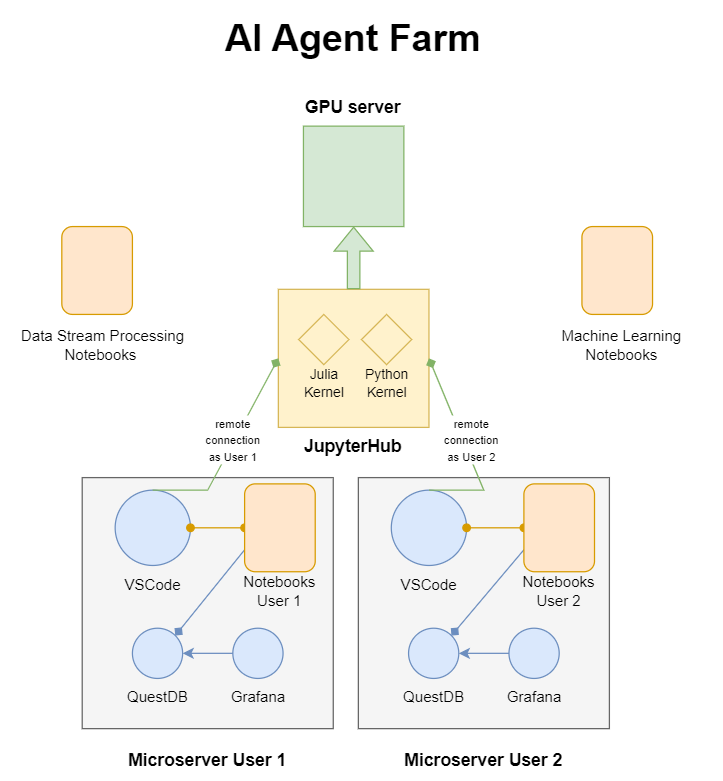 AI Agent Farm
GPU server
Data Stream Processing
Notebooks
Machine Learning
Notebooks
Julia
Kernel
Python
Kernel
JupyterHub
remote
connection
as User 1
remote
connection
as User 2
VSCode
Notebooks
User 1
QuestDB
Grafana
Microserver User 1
VSCode
Notebooks
User 2
QuestDB
Grafana
Microserver User 2